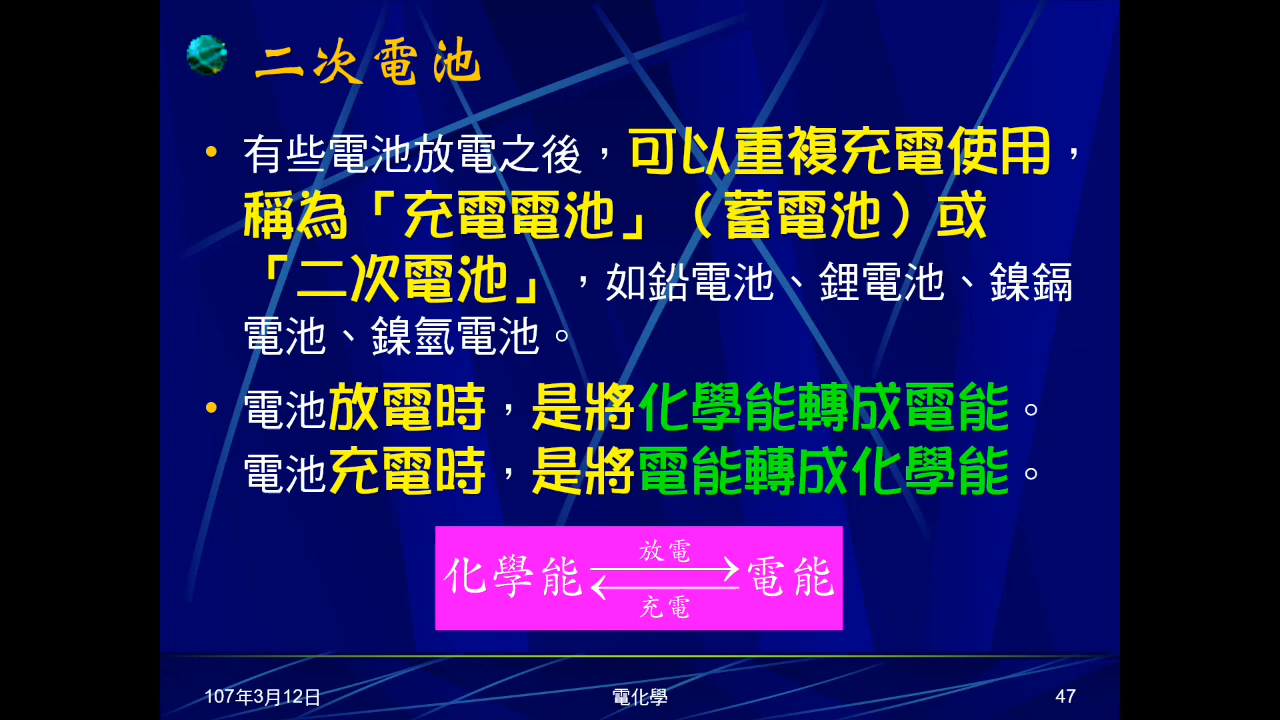 二次電池
• 有些電池放電之後，可以重複充電使用，
稱為「充電電池」（蓄電池）或
「二次電池」，如鉛電池、鋰電池、鎳鎘
電池、鎳氫電池。
• 電池放電時，是將化學能轉成電能。
電池充電時，是將電能轉成化學能。
放電
化學能 ⇄ 電能
充電
107年3月12日 電化學 47